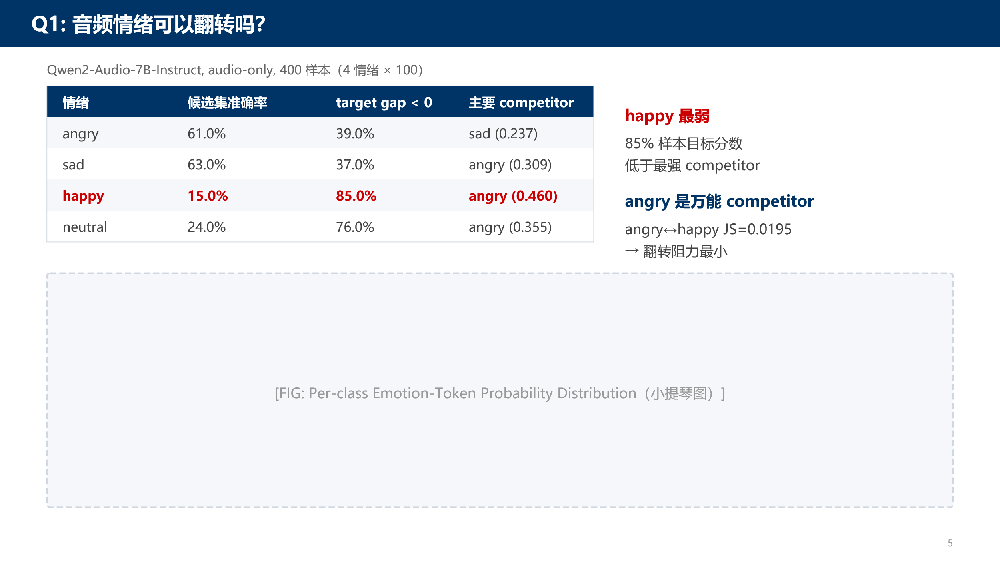 Q1: 音频情绪可以翻转吗?
Qwen2-Audio-7B-Instruct, audio-only, 400 样本（4 情绪 × 100）
情绪 候选集准确率 target gap < 0 主要 competitor
angry 61.0% 39.0% sad (0.237)
sad 63.0% 37.0% angry (0.309)
happy 15.0% 85.0% angry (0.460)
neutral 24.0% 76.0% angry (0.355)
happy 最弱
85% 样本目标分数
低于最强 competitor
angry 是万能 competitor
angry↔happy JS=0.0195
→ 翻转阻力最小
[FIG: Per-class Emotion-Token Probability Distribution（小提琴图）]
5